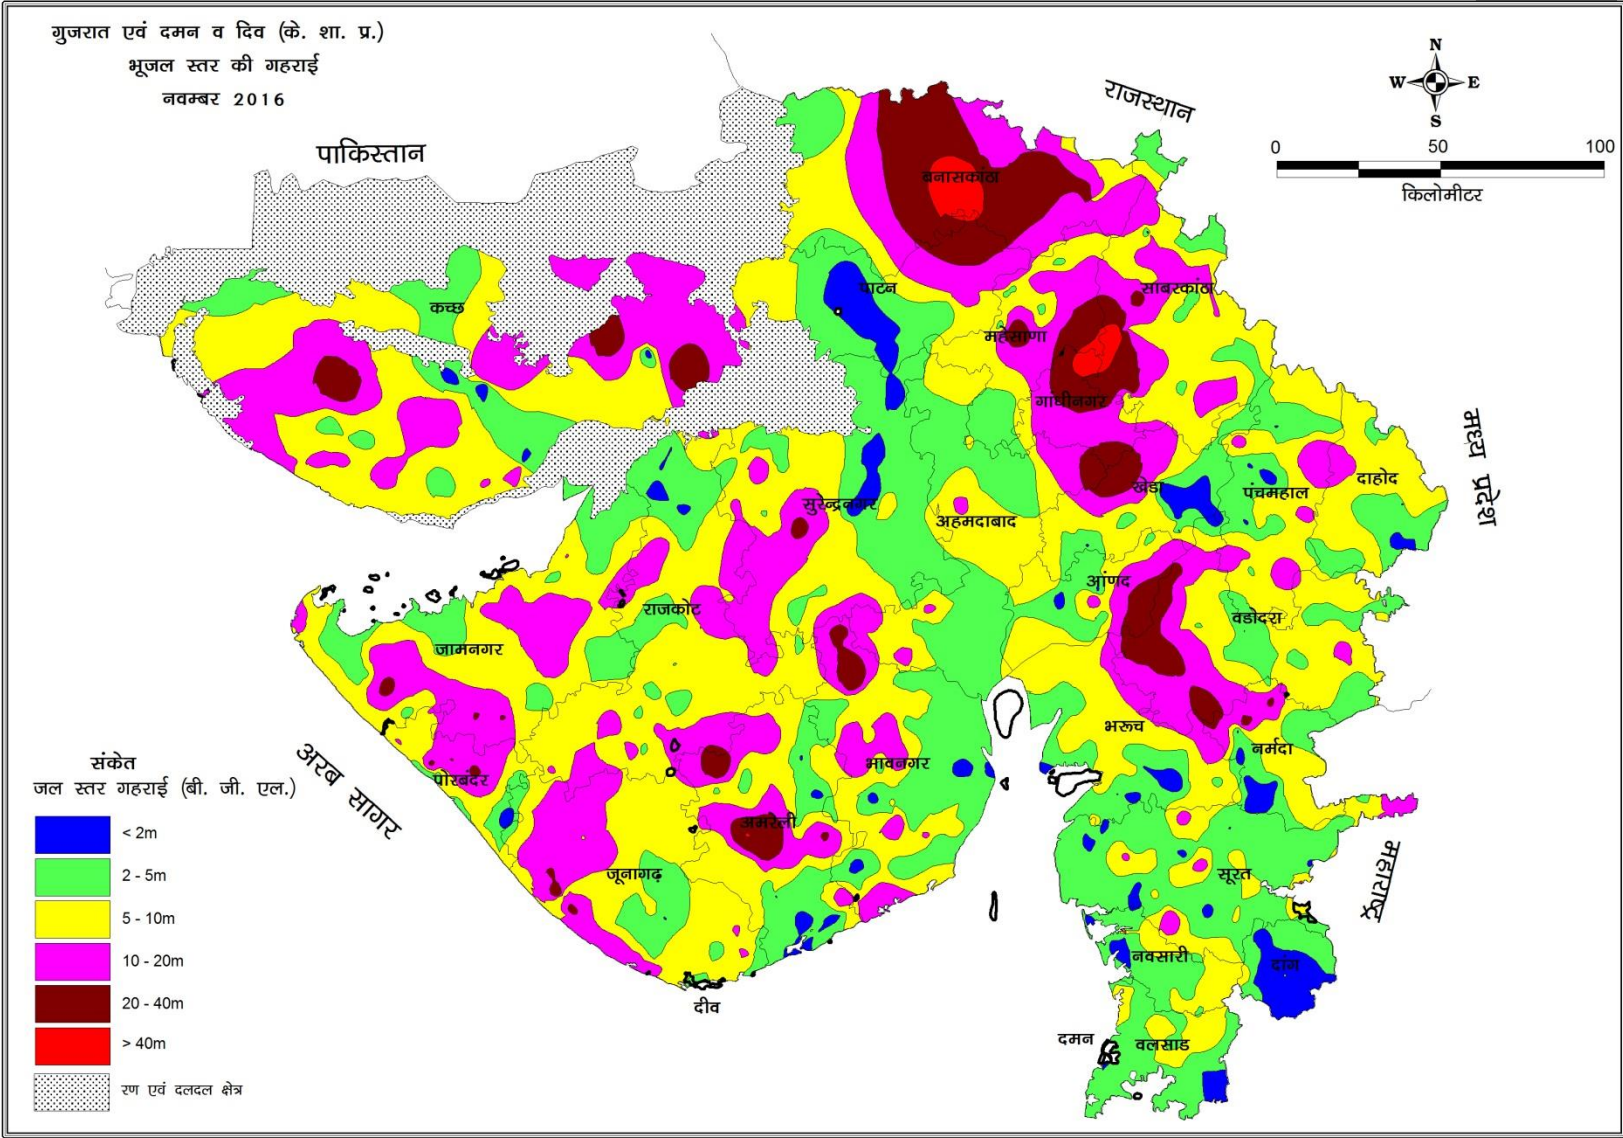 गुजरात एवं दमन व दिव (के. शा. प्र.)
भूजल स्तर की गहराई
नवम्बर 2016
N
W E
S
राजस्थान
पाकिस्तान
0 50 100
किलोमीटर
बनासकांठा
पाटन
साबरकांठा
कच्छ
महेसाणा
गांधीनगर
मध्य प्रदेश
दाहोद
खेडा
पंचमहाल
सुरेन्द्रनगर
अहमदाबाद
आंणद
राजकोट
वडोदरा
जामनगर
भरूच
नर्मदा
अरब सागर
भावनगर
पोरबंदर
संकेत
जल स्तर गहराई (बी. जी. एल.)
< 2m
2 - 5m
5 - 10m
10 - 20m
20 - 40m
> 40m
रण एवं दलदल क्षेत्र
अमरेली
जूनागढ़
सूरत
महाराष्ट्र
नवसारी
दांग
दीव
दमन
वलसाड